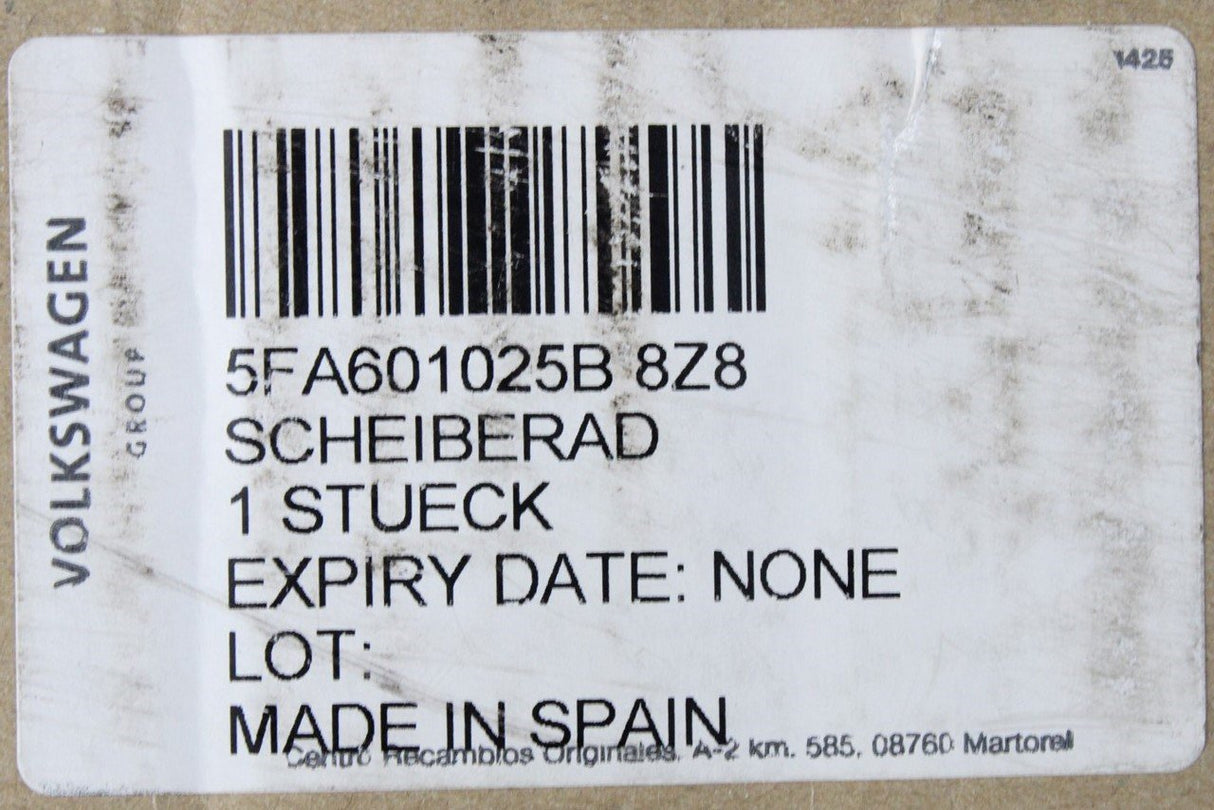 1425
VOLKSWAGEN
GROUP
5FA601025B 8Z8
SCHEIBERAD
1 STUECK
EXPIRY DATE: NONE
LOT:
MADE IN SPAIN
Centro Recambios Originales, A-2 km. 585, 08760 Martorell